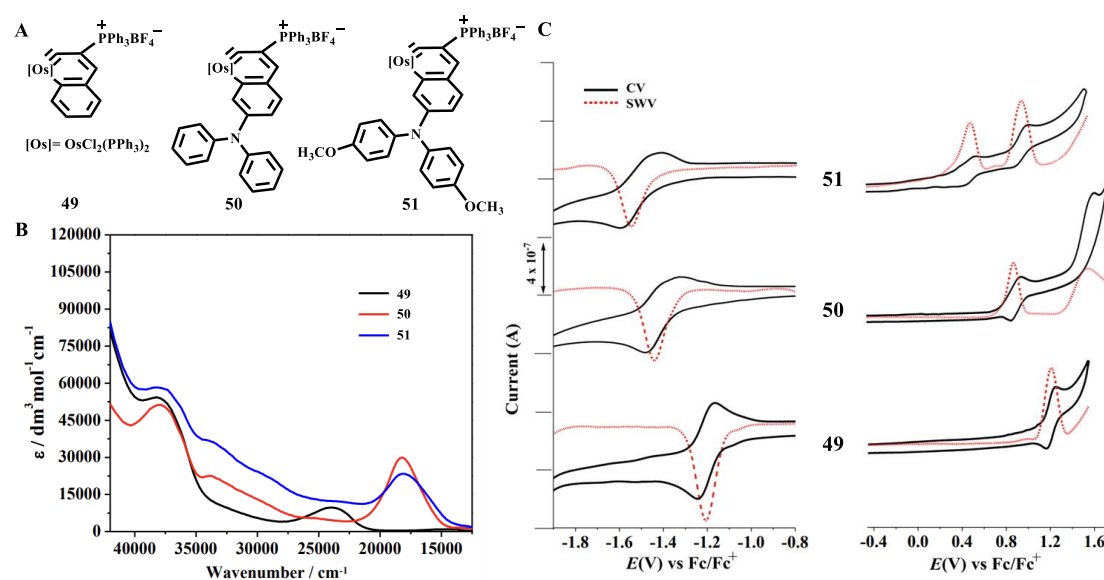 A
PPh₃BF₄⁻
+
[Os]
[Os]= OsCl₂(PPh₃)₂
49
PPh₃BF₄⁻
+
[Os]
N
50
PPh₃BF₄⁻
+
[Os]
N
OCH₃
OCH₃
51
B
120000
105000
90000
75000
60000
45000
30000
15000
0
ε / dm³ mol⁻¹ cm⁻¹
49
50
51
40000 35000 30000 25000 20000 15000
Wavenumber / cm⁻¹
C
CV
SWV
4 x 10⁻⁷
Current (A)
-1.8 -1.6 -1.4 -1.2 -1.0 -0.8
E(V) vs Fc/Fc⁺
51
50
49
-0.4 0.0 0.4 0.8 1.2 1.6
E(V) vs Fc/Fc⁺